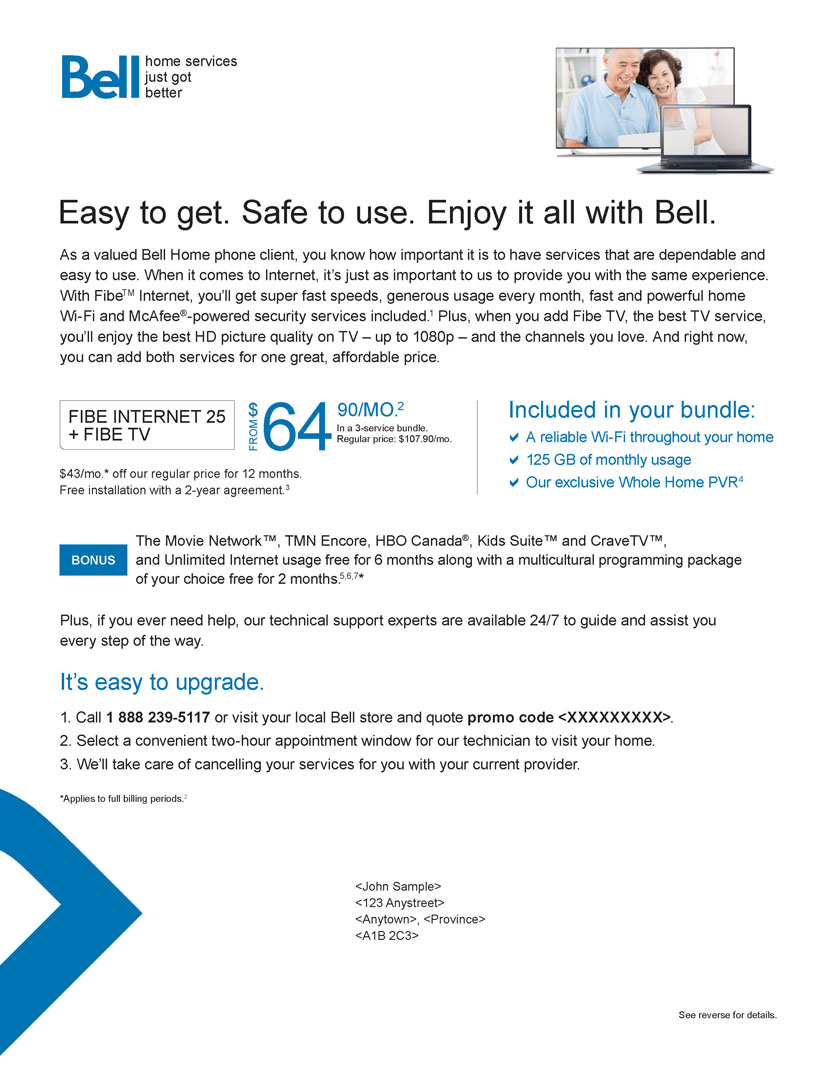 Bell
home services
just got
better
Easy to get. Safe to use. Enjoy it all with Bell.
As a valued Bell Home phone client, you know how important it is to have services that are dependable and
easy to use. When it comes to Internet, it's just as important to us to provide you with the same experience.
With Fibe™ Internet, you'll get super fast speeds, generous usage every month, fast and powerful home
Wi-Fi and McAfee®-powered security services included.¹ Plus, when you add Fibe TV, the best TV service,
you'll enjoy the best HD picture quality on TV – up to 1080p – and the channels you love. And right now,
you can add both services for one great, affordable price.
FIBE INTERNET 25
+ FIBE TV
FROM $64 90/MO.²
In a 3-service bundle.
Regular price: $107.90/mo.
$43/mo.* off our regular price for 12 months.
Free installation with a 2-year agreement.³
Included in your bundle:
A reliable Wi-Fi throughout your home
125 GB of monthly usage
Our exclusive Whole Home PVR⁴
BONUS
The Movie Network™, TMN Encore, HBO Canada®, Kids Suite™ and CraveTV™,
and Unlimited Internet usage free for 6 months along with a multicultural programming package
of your choice free for 2 months.⁵,⁶,⁷*
Plus, if you ever need help, our technical support experts are available 24/7 to guide and assist you
every step of the way.
It's easy to upgrade.
1. Call 1 888 239-5117 or visit your local Bell store and quote promo code <XXXXXXXXX>.
2. Select a convenient two-hour appointment window for our technician to visit your home.
3. We'll take care of cancelling your services for you with your current provider.
*Applies to full billing periods.²
<John Sample>
<123 Anystreet>
<Anytown>, <Province>
<A1B 2C3>
See reverse for details.